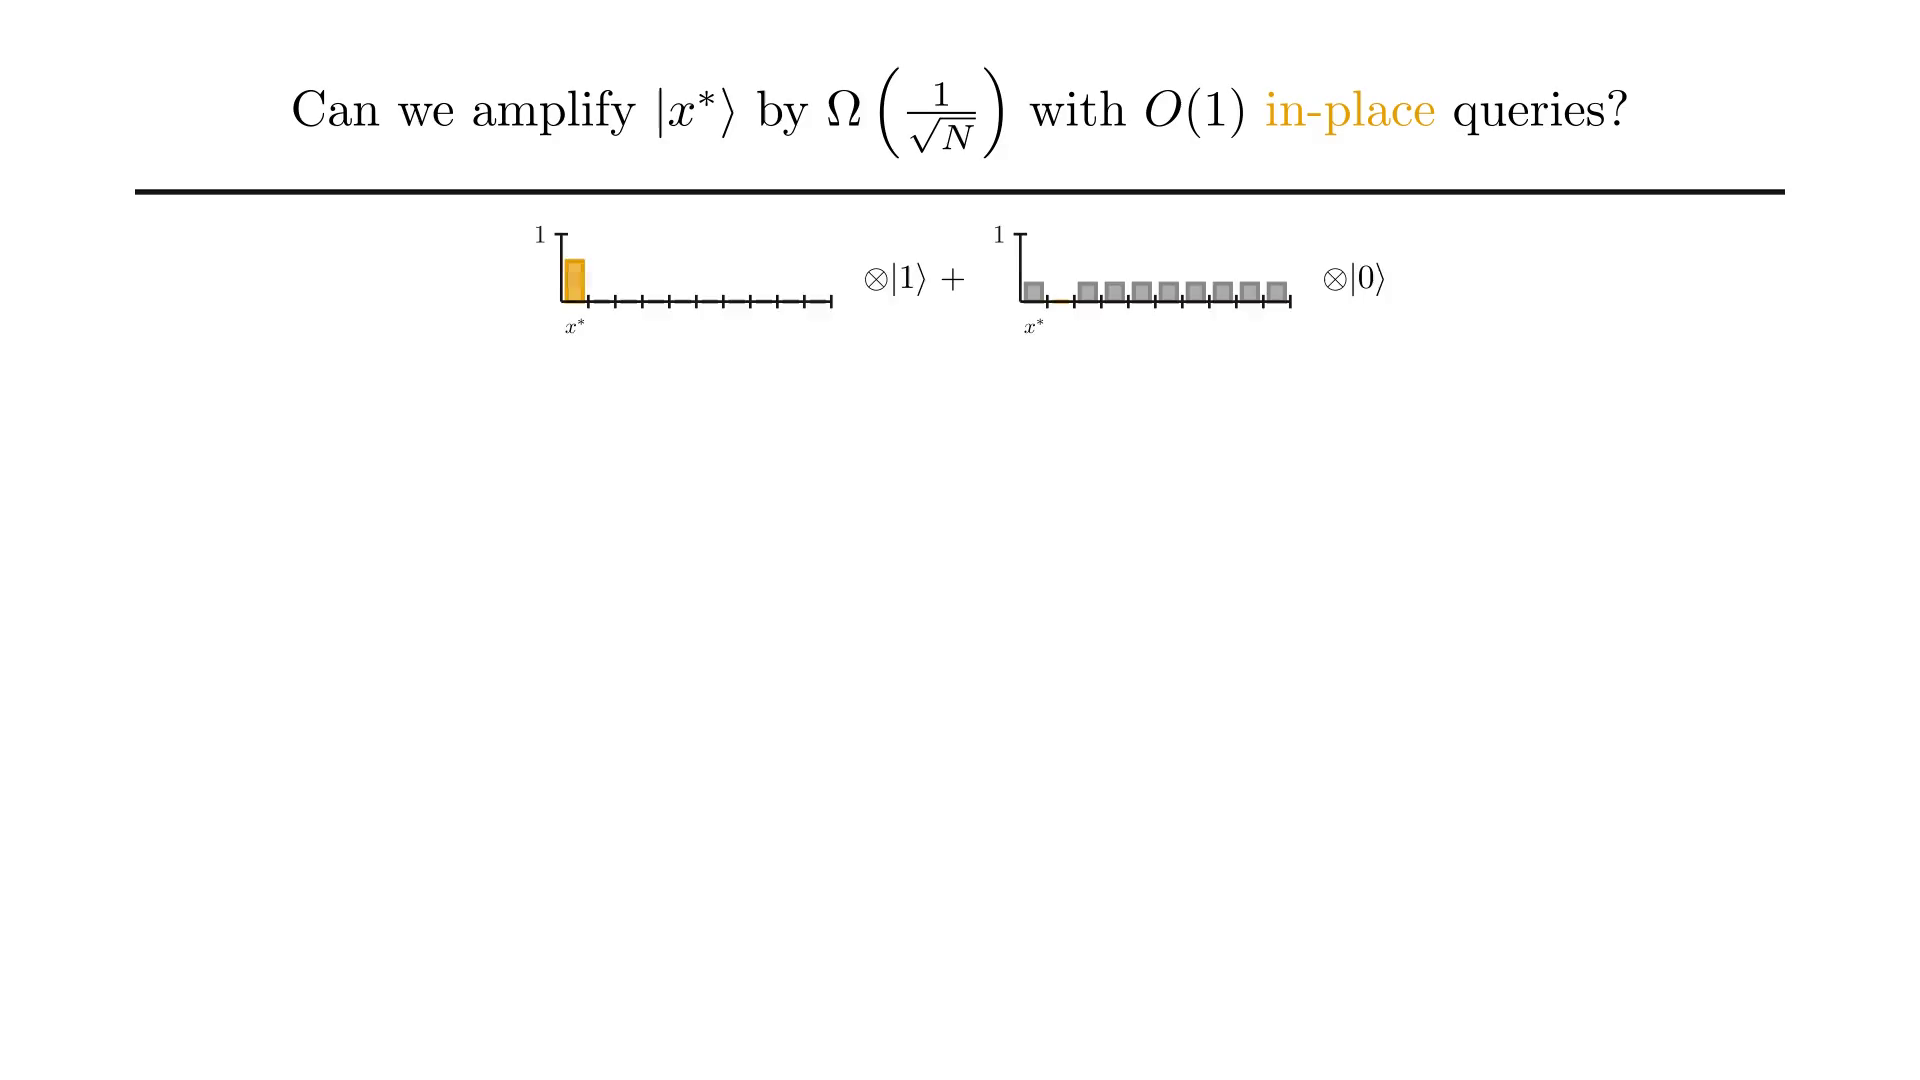 Can we amplify |x*⟩ by Ω(1/√N) with O(1) in-place queries?
1 ⊗|1⟩ + 1 ⊗|0⟩
x* x*